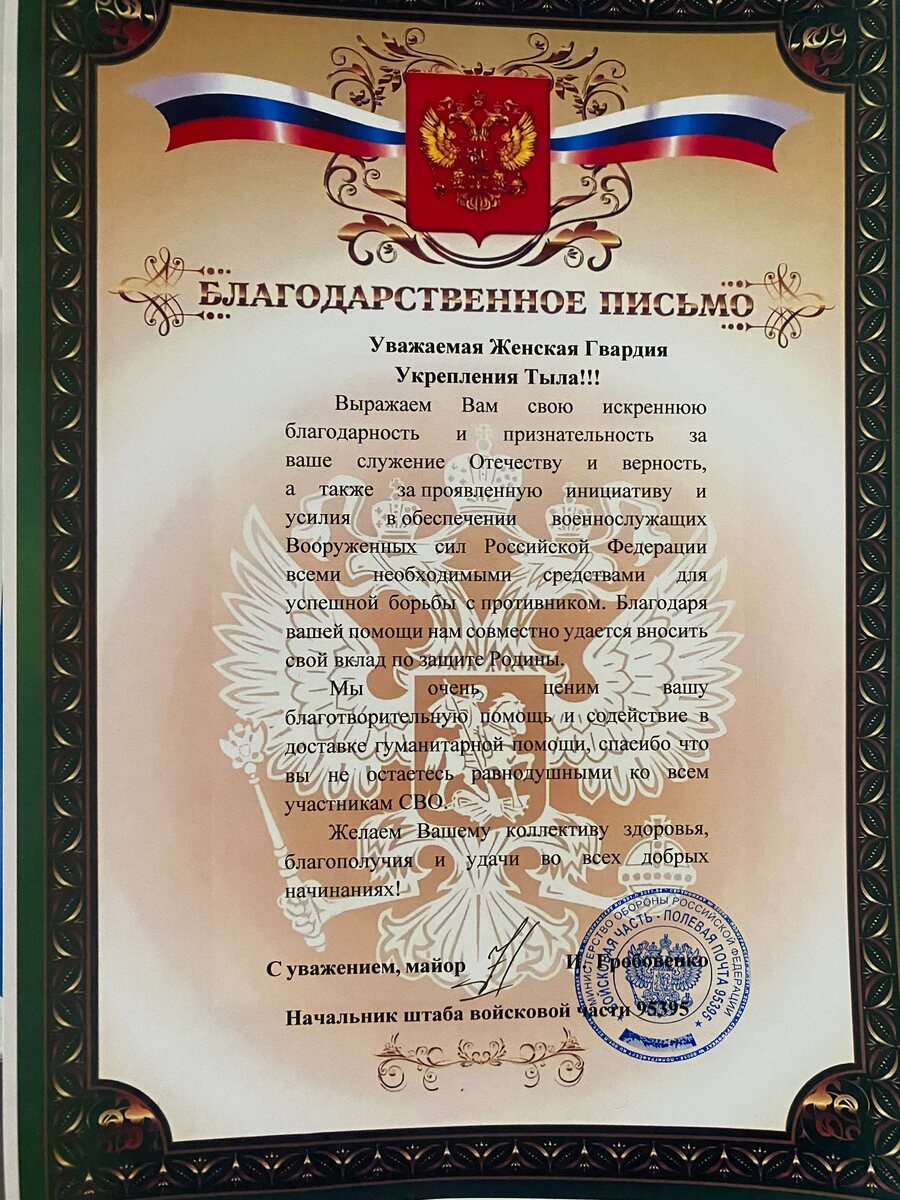 БЛАГОДАРСТВЕННОЕ ПИСЬМО
Уважаемая Женская Гвардия
Укрепления Тыла!!!
Выражаем Вам свою искреннюю
благодарность и признательность за
ваше служение Отечеству и верность,
а также за проявленную инициативу и
усилия в обеспечении военнослужащих
Вооруженных сил Российской Федерации
всеми необходимыми средствами для
успешной борьбы с противником. Благодаря
вашей помощи нам совместно удается вносить
свой вклад по защите Родины.
Мы очень ценим вашу
благотворительную помощь и содействие в
доставке гуманитарной помощи, спасибо что
вы не остаетесь равнодушными ко всем
участникам СВО.
Желаем Вашему коллективу здоровья,
благополучия и удачи во всех добрых
начинаниях!
С уважением, майор И. Гробовенко
Начальник штаба войсковой части 95395
МИНИСТЕРСТВО ОБОРОНЫ РОССИЙСКОЙ ФЕДЕРАЦИИ
ВОЙСКОВАЯ ЧАСТЬ - ПОЛЕВАЯ ПОЧТА 95395